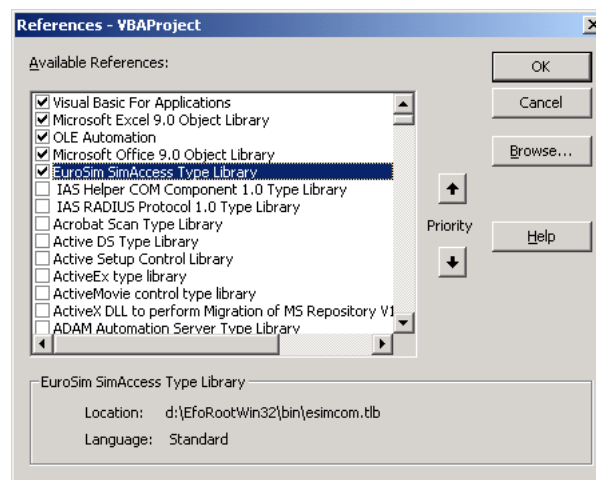 References - VBAProject
Available References:
Visual Basic For Applications
Microsoft Excel 9.0 Object Library
OLE Automation
Microsoft Office 9.0 Object Library
EuroSim SimAccess Type Library
IAS Helper COM Component 1.0 Type Library
IAS RADIUS Protocol 1.0 Type Library
Acrobat Scan Type Library
Active DS Type Library
Active Setup Control Library
ActiveEx type library
ActiveMovie control type library
ActiveX DLL to perform Migration of MS Repository V1
ADAM Automation Server Type Library
Priority
OK
Cancel
Browse...
Help
EuroSim SimAccess Type Library
Location: d:\EfoRootWin32\bin\esimcom.tlb
Language: Standard